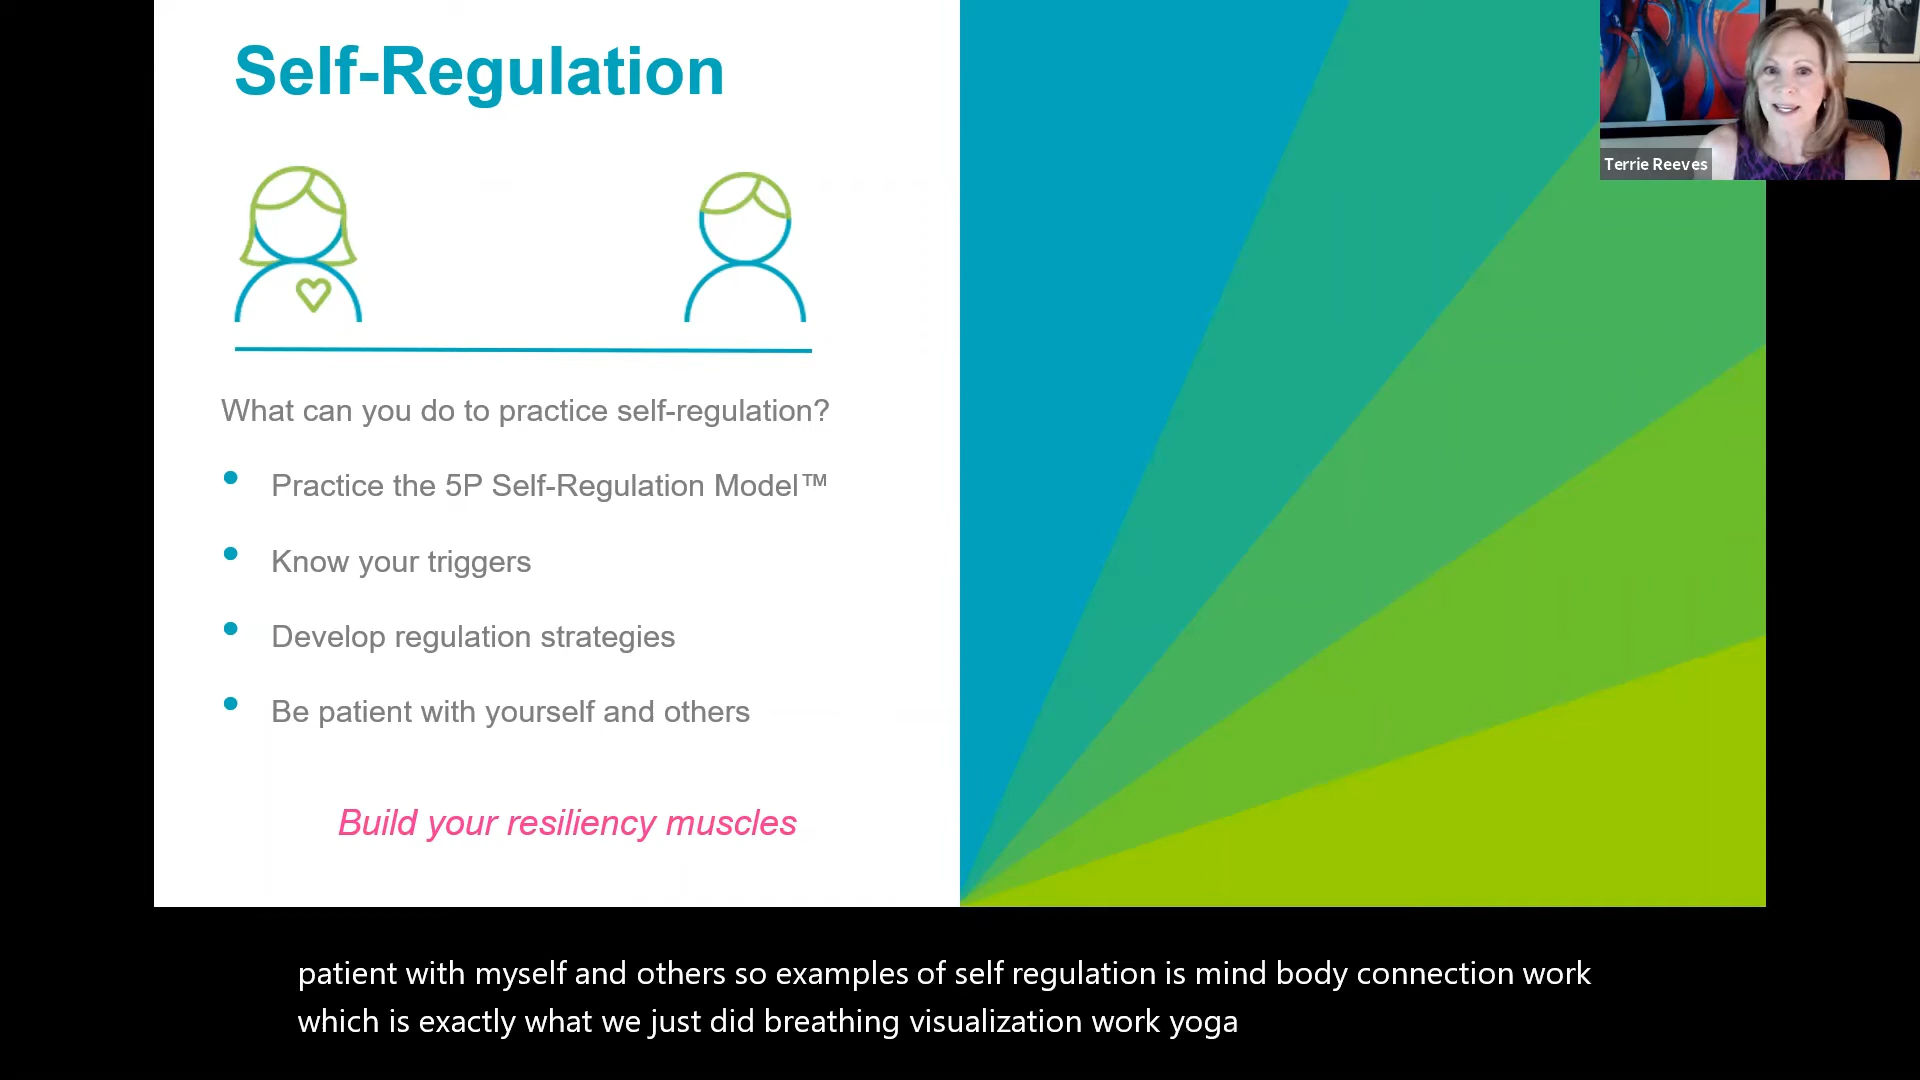 Self-Regulation
Terrie Reeves
What can you do to practice self-regulation?
• Practice the 5P Self-Regulation Model™
• Know your triggers
• Develop regulation strategies
• Be patient with yourself and others
Build your resiliency muscles
patient with myself and others so examples of self regulation is mind body connection work
which is exactly what we just did breathing visualization work yoga